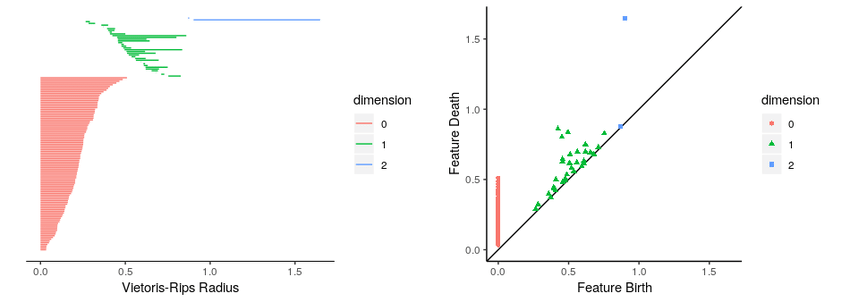 dimension
0
1
2
0.0 0.5 1.0 1.5
Vietoris-Rips Radius
Feature Death
1.5
1.0
0.5
0.0
0.0 0.5 1.0 1.5
Feature Birth
dimension
0
1
2